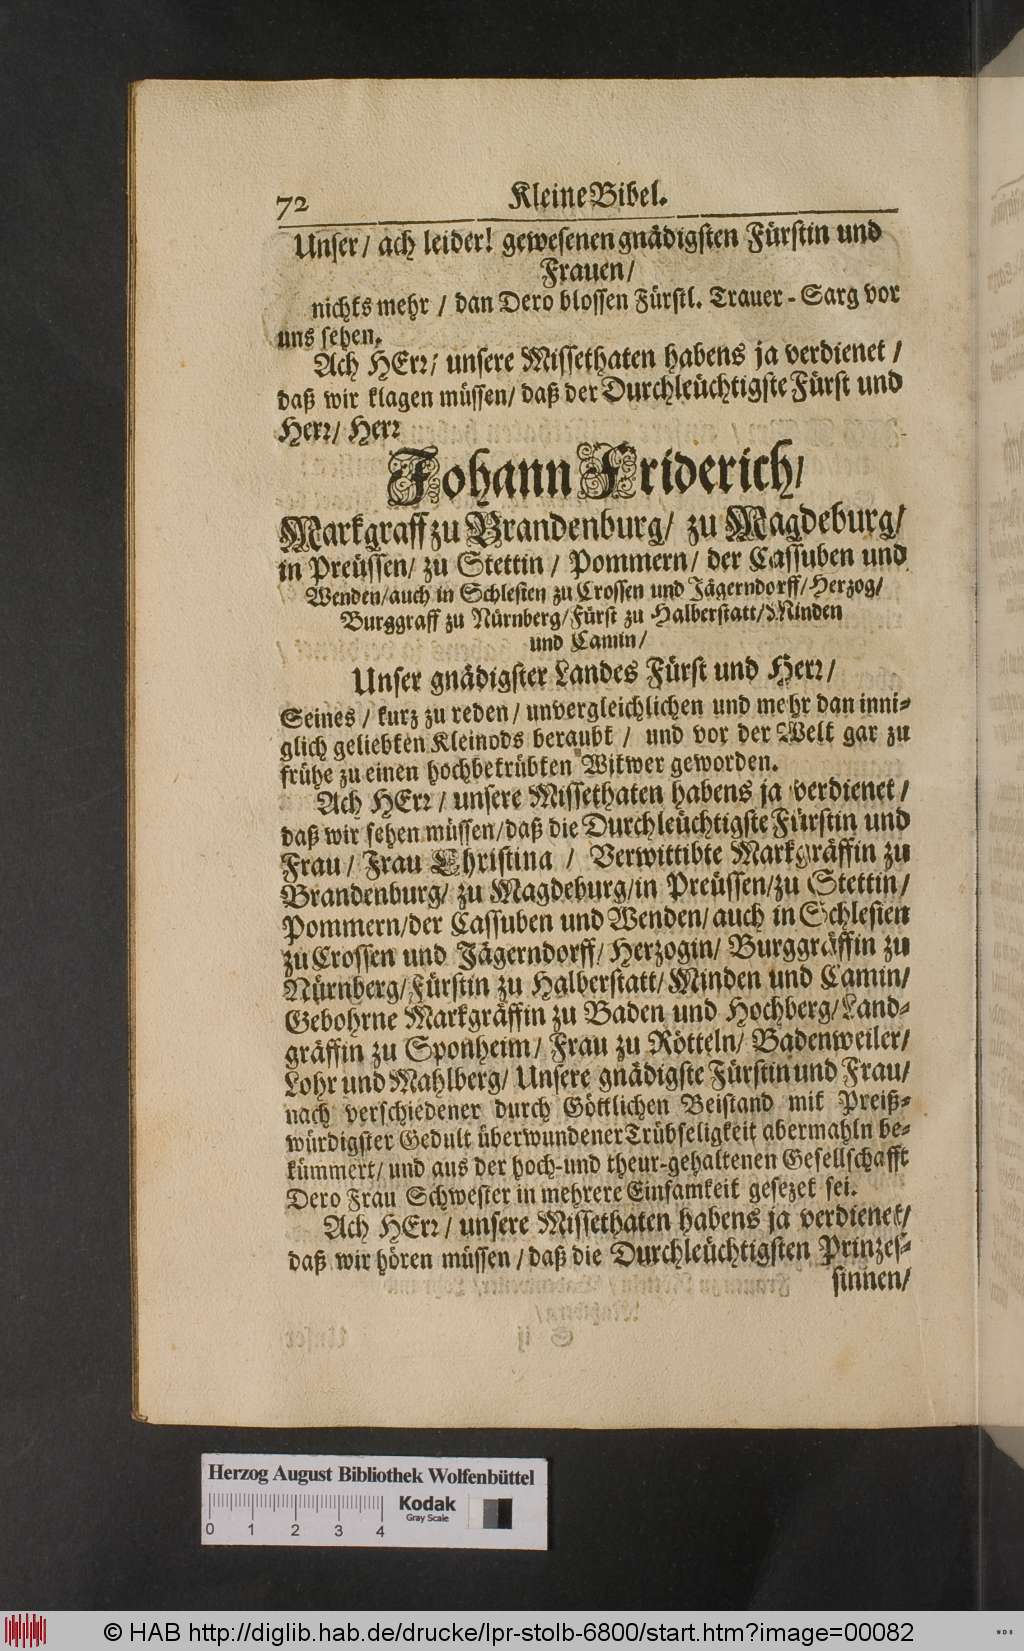 72 Kleine Bibel.
Unser / ach leider! gewesenen gnädigsten Fürstin und
Frauen /
nichts mehr / dan Dero blossen Fürstl. Trauer - Sarg vor
uns sehen.
Ach HErr / unsere Missethaten habens ja verdienet /
daß wir klagen müssen / daß der Durchleüchtigste Fürst und
Herr / Herr
Johann Friderich /
Markgraff zu Brandenburg / zu Magdeburg /
in Preüssen / zu Stettin / Pommern / der Cassuben und
Wenden / auch in Schlesien zu Crossen und Jägerndorff / Herzog /
Burggraff zu Nürnberg / Fürst zu Halberstatt / Minden
und Camin /
Unser gnädigster Landes Fürst und Herr /
Seines / kurz zu reden / unvergleichlichen und mehr dan inni-
glich geliebten Kleinods beraubt / und vor der Welt gar zu
frühe zu einen hochbetrübten Witwer geworden.
Ach HErr / unsere Missethaten habens ja verdienet /
daß wir sehen müssen / daß die Durchleüchtigste Fürstin und
Frau / Frau Christina / Verwittibte Markgräffin zu
Brandenburg / zu Magdeburg / in Preüssen / zu Stettin /
Pommern / der Cassuben und Wenden / auch in Schlesien
zu Crossen und Jägerndorff / Herzogin / Burggräffin zu
Nürnberg / Fürstin zu Halberstatt / Minden und Camin /
Gebohrne Markgräffin zu Baden und Hochberg / Land-
gräffin zu Sponheim / Frau zu Rötteln / Badenweiler /
Lohr und Mahlberg / Unsere gnädigste Fürstin und Frau /
nach verschiedener durch Göttlichen Beistand mit Preiß-
würdigster Gedult überwundener Trübseligkeit abermahln be-
kümmert / und aus der hoch-und theur-gehaltenen Gesellschafft
Dero Frau Schwester in mehrere Einsamkeit gesezet sei.
Ach HErr / unsere Missethaten habens ja verdienet /
daß wir hören müssen / daß die Durchleüchtigsten Prinzes-
sinnen /
Herzog August Bibliothek Wolfenbüttel
Kodak
Gray Scale
0 1 2 3 4
© HAB http://diglib.hab.de/drucke/lpr-stolb-6800/start.htm?image=00082
WDB